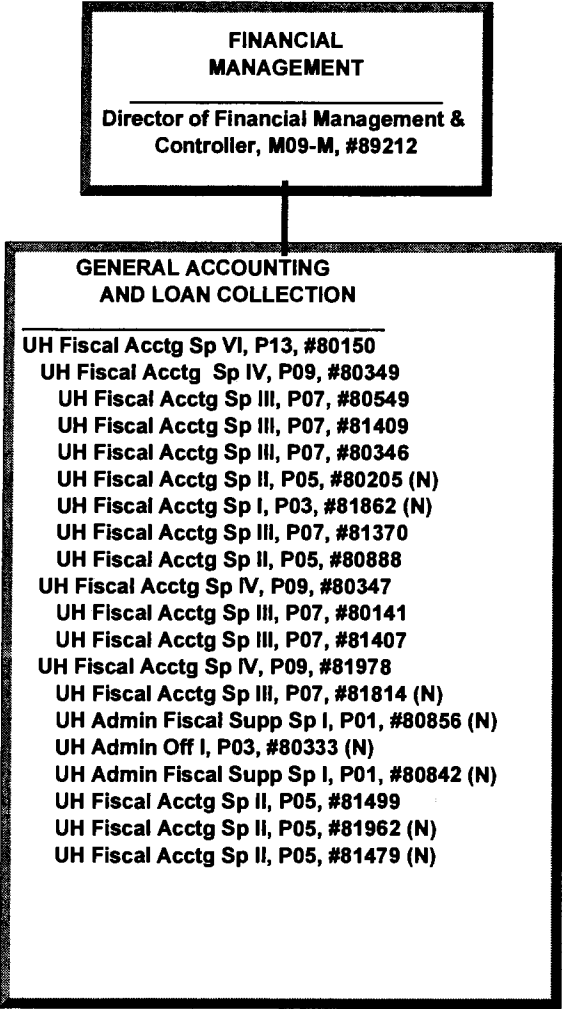 FINANCIAL
MANAGEMENT
Director of Financial Management &
Controller, M09-M, #89212
GENERAL ACCOUNTING
AND LOAN COLLECTION
UH Fiscal Acctg Sp VI, P13, #80150
UH Fiscal Acctg Sp IV, P09, #80349
UH Fiscal Acctg Sp III, P07, #80549
UH Fiscal Acctg Sp III, P07, #81409
UH Fiscal Acctg Sp III, P07, #80346
UH Fiscal Acctg Sp II, P05, #80205 (N)
UH Fiscal Acctg Sp I, P03, #81862 (N)
UH Fiscal Acctg Sp III, P07, #81370
UH Fiscal Acctg Sp II, P05, #80888
UH Fiscal Acctg Sp IV, P09, #80347
UH Fiscal Acctg Sp III, P07, #80141
UH Fiscal Acctg Sp III, P07, #81407
UH Fiscal Acctg Sp IV, P09, #81978
UH Fiscal Acctg Sp III, P07, #81814 (N)
UH Admin Fiscal Supp Sp I, P01, #80856 (N)
UH Admin Off I, P03, #80333 (N)
UH Admin Fiscal Supp Sp I, P01, #80842 (N)
UH Fiscal Acctg Sp II, P05, #81499
UH Fiscal Acctg Sp II, P05, #81962 (N)
UH Fiscal Acctg Sp II, P05, #81479 (N)